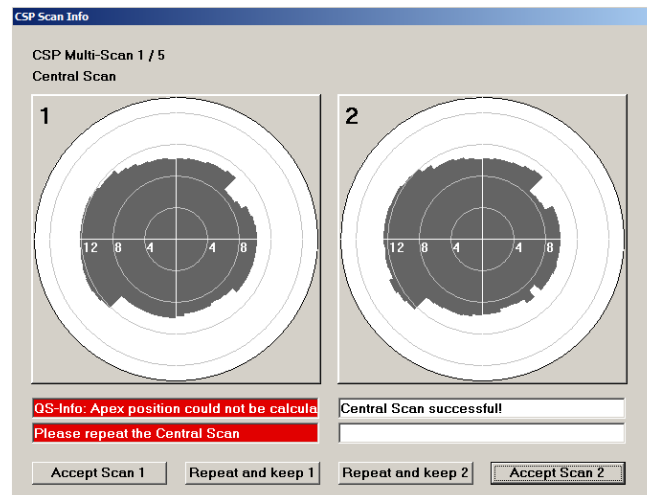 CSP Scan Info
CSP Multi-Scan 1 / 5
Central Scan
1
2
12 8 4 4 8
12 8 4 4 8
QS-Info: Apex position could not be calcula
Central Scan successful!
Please repeat the Central Scan
Accept Scan 1
Repeat and keep 1
Repeat and keep 2
Accept Scan 2